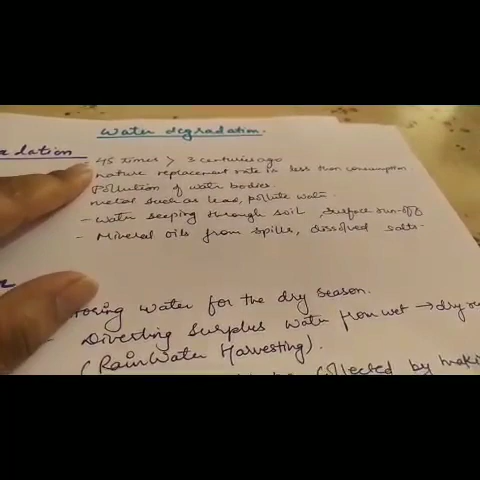 Water degradation.
lation
45 times > 3 centuries ago
nature replacement rate is less than consumption
Pollution of water bodies.
metal such as lead, pollute water
- Water seeping through soil, surface run-off
- Mineral oils from spills, dissolved salts-
water for the dry season.
- Diverting surplus water from wet → dry
(Rain Water Harvesting).
collected by